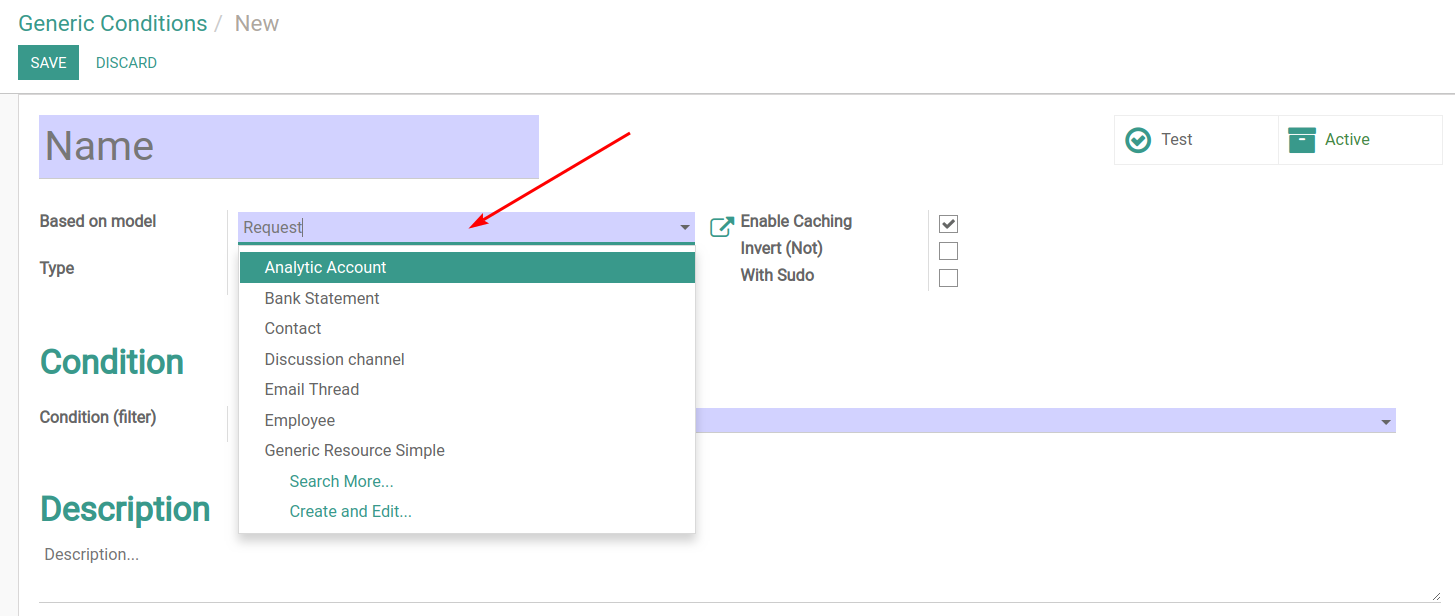 Generic Conditions / New
SAVE DISCARD
Name
Test
Active
Based on model
Request
Enable Caching
Invert (Not)
Type
With Sudo
Analytic Account
Bank Statement
Contact
Discussion channel
Email Thread
Employee
Generic Resource Simple
Search More...
Create and Edit...
Condition
Condition (filter)
Description
Description...